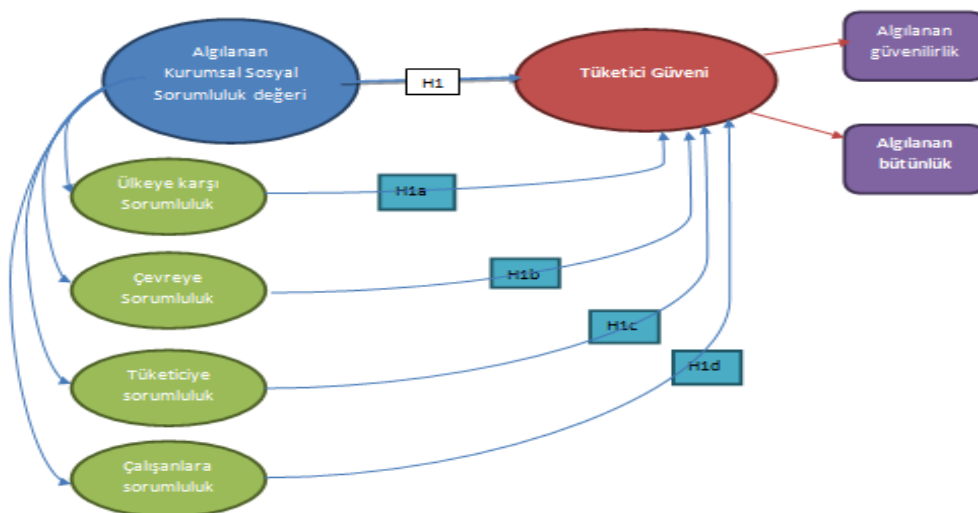 Algılanan
Kurumsal Sosyal
Sorumluluk değeri
H1
Tüketici Güveni
Algılanan
güvenilirlik
Algılanan
bütünlük
Ülkeye karşı
Sorumluluk
H1a
Çevreye
Sorumluluk
H1b
Tüketiciye
sorumluluk
H1c
H1d
Çalışanlara
sorumluluk